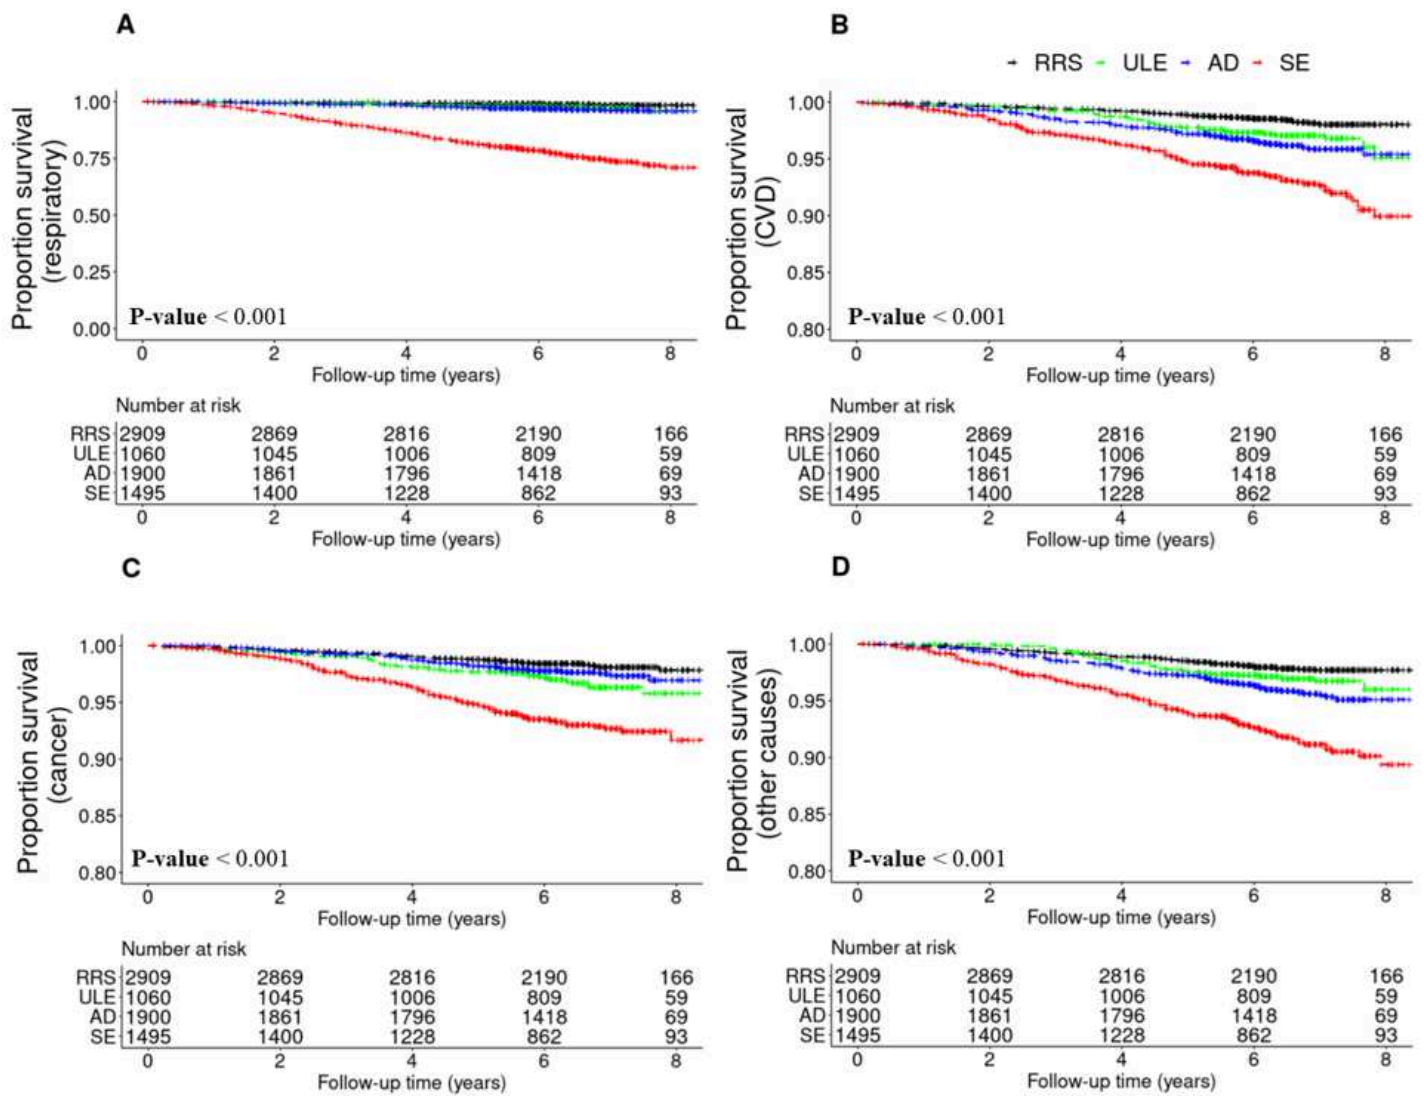 A
Proportion survival
(respiratory)
1.00
0.75
0.50
0.25
0.00
P-value < 0.001
0 2 4 6 8
Follow-up time (years)
Number at risk
RRS 2909 2869 2816 2190 166
ULE 1060 1045 1006 809 59
AD 1900 1861 1796 1418 69
SE 1495 1400 1228 862 93
0 2 4 6 8
Follow-up time (years)
B
RRS ULE AD SE
Proportion survival
(CVD)
1.00
0.95
0.90
0.85
0.80
P-value < 0.001
0 2 4 6 8
Follow-up time (years)
Number at risk
RRS 2909 2869 2816 2190 166
ULE 1060 1045 1006 809 59
AD 1900 1861 1796 1418 69
SE 1495 1400 1228 862 93
0 2 4 6 8
Follow-up time (years)
C
Proportion survival
(cancer)
1.00
0.95
0.90
0.85
0.80
P-value < 0.001
0 2 4 6 8
Follow-up time (years)
Number at risk
RRS 2909 2869 2816 2190 166
ULE 1060 1045 1006 809 59
AD 1900 1861 1796 1418 69
SE 1495 1400 1228 862 93
0 2 4 6 8
Follow-up time (years)
D
Proportion survival
(other causes)
1.00
0.95
0.90
0.85
0.80
P-value < 0.001
0 2 4 6 8
Follow-up time (years)
Number at risk
RRS 2909 2869 2816 2190 166
ULE 1060 1045 1006 809 59
AD 1900 1861 1796 1418 69
SE 1495 1400 1228 862 93
0 2 4 6 8
Follow-up time (years)